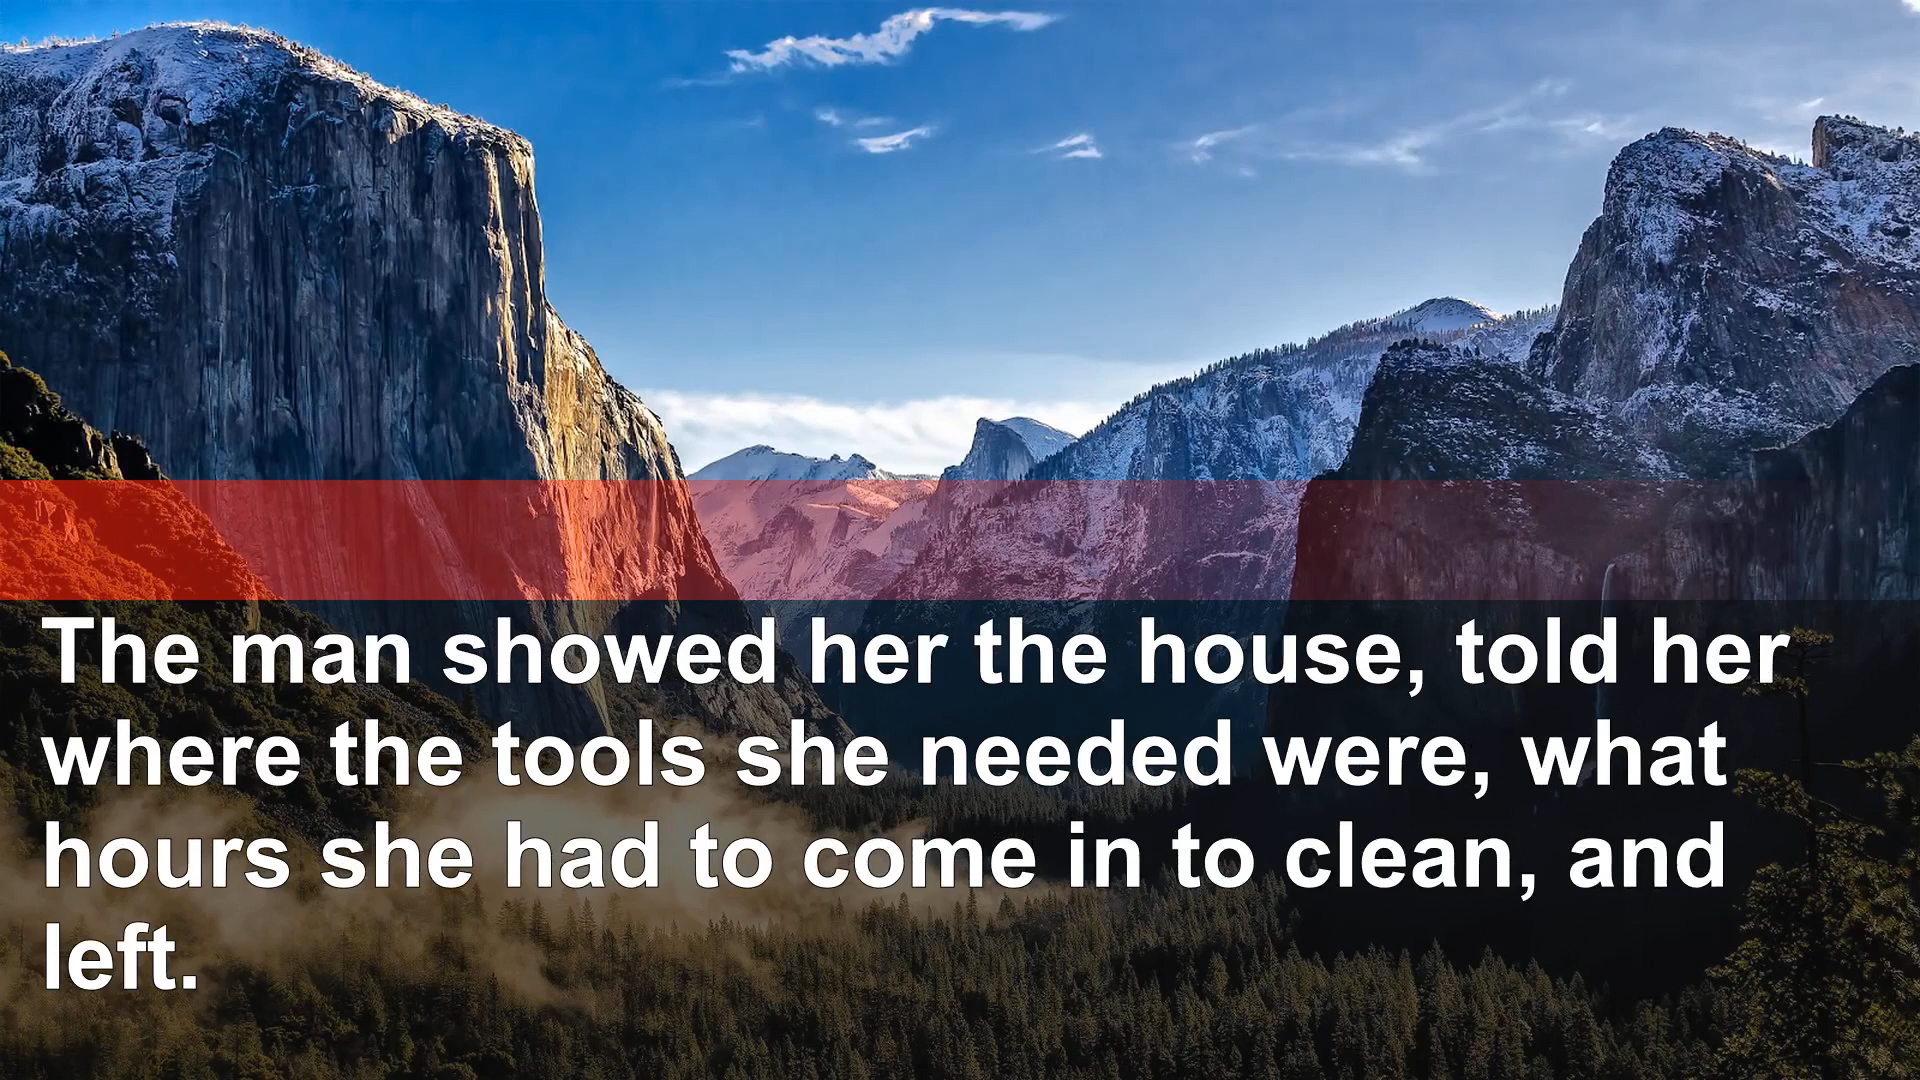 The man showed her the house, told her
where the tools she needed were, what
hours she had to come in to clean, and
left.